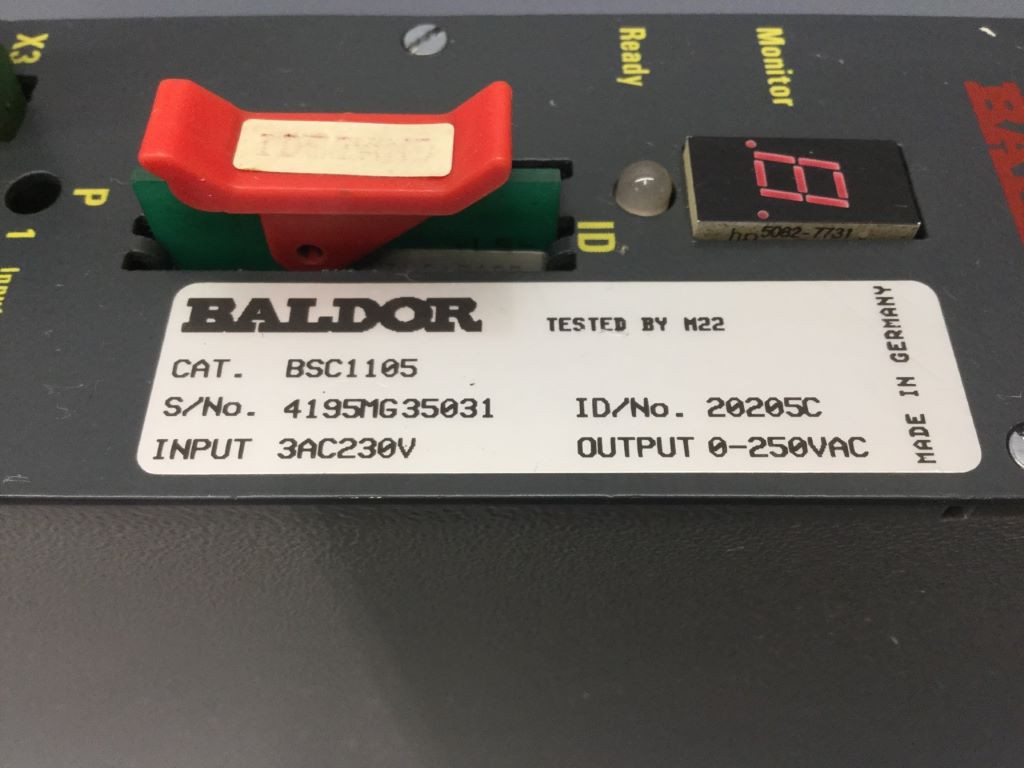 X3
Ready
Monitor
P
1
ID
hp 5082-7731
BALDOR
TESTED BY M22
CAT. BSC1105
S/No. 4195MG35031
ID/No. 20205C
INPUT 3AC230V
OUTPUT 0-250VAC
MADE IN GERMANY